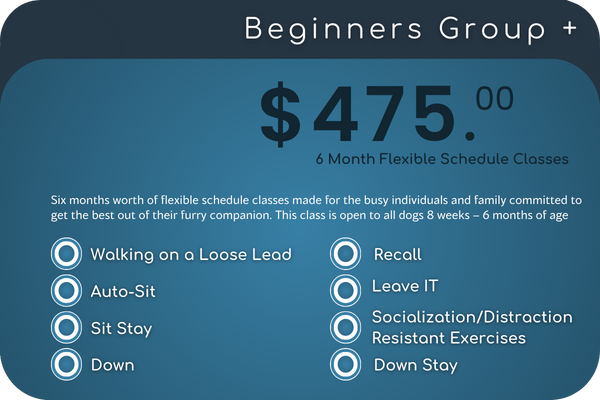 Beginners Group +
$475.00
6 Month Flexible Schedule Classes
Six months worth of flexible schedule classes made for the busy individuals and family committed to
get the best out of their furry companion. This class is open to all dogs 8 weeks – 6 months of age
Walking on a Loose Lead
Auto-Sit
Sit Stay
Down
Recall
Leave IT
Socialization/Distraction
Resistant Exercises
Down Stay